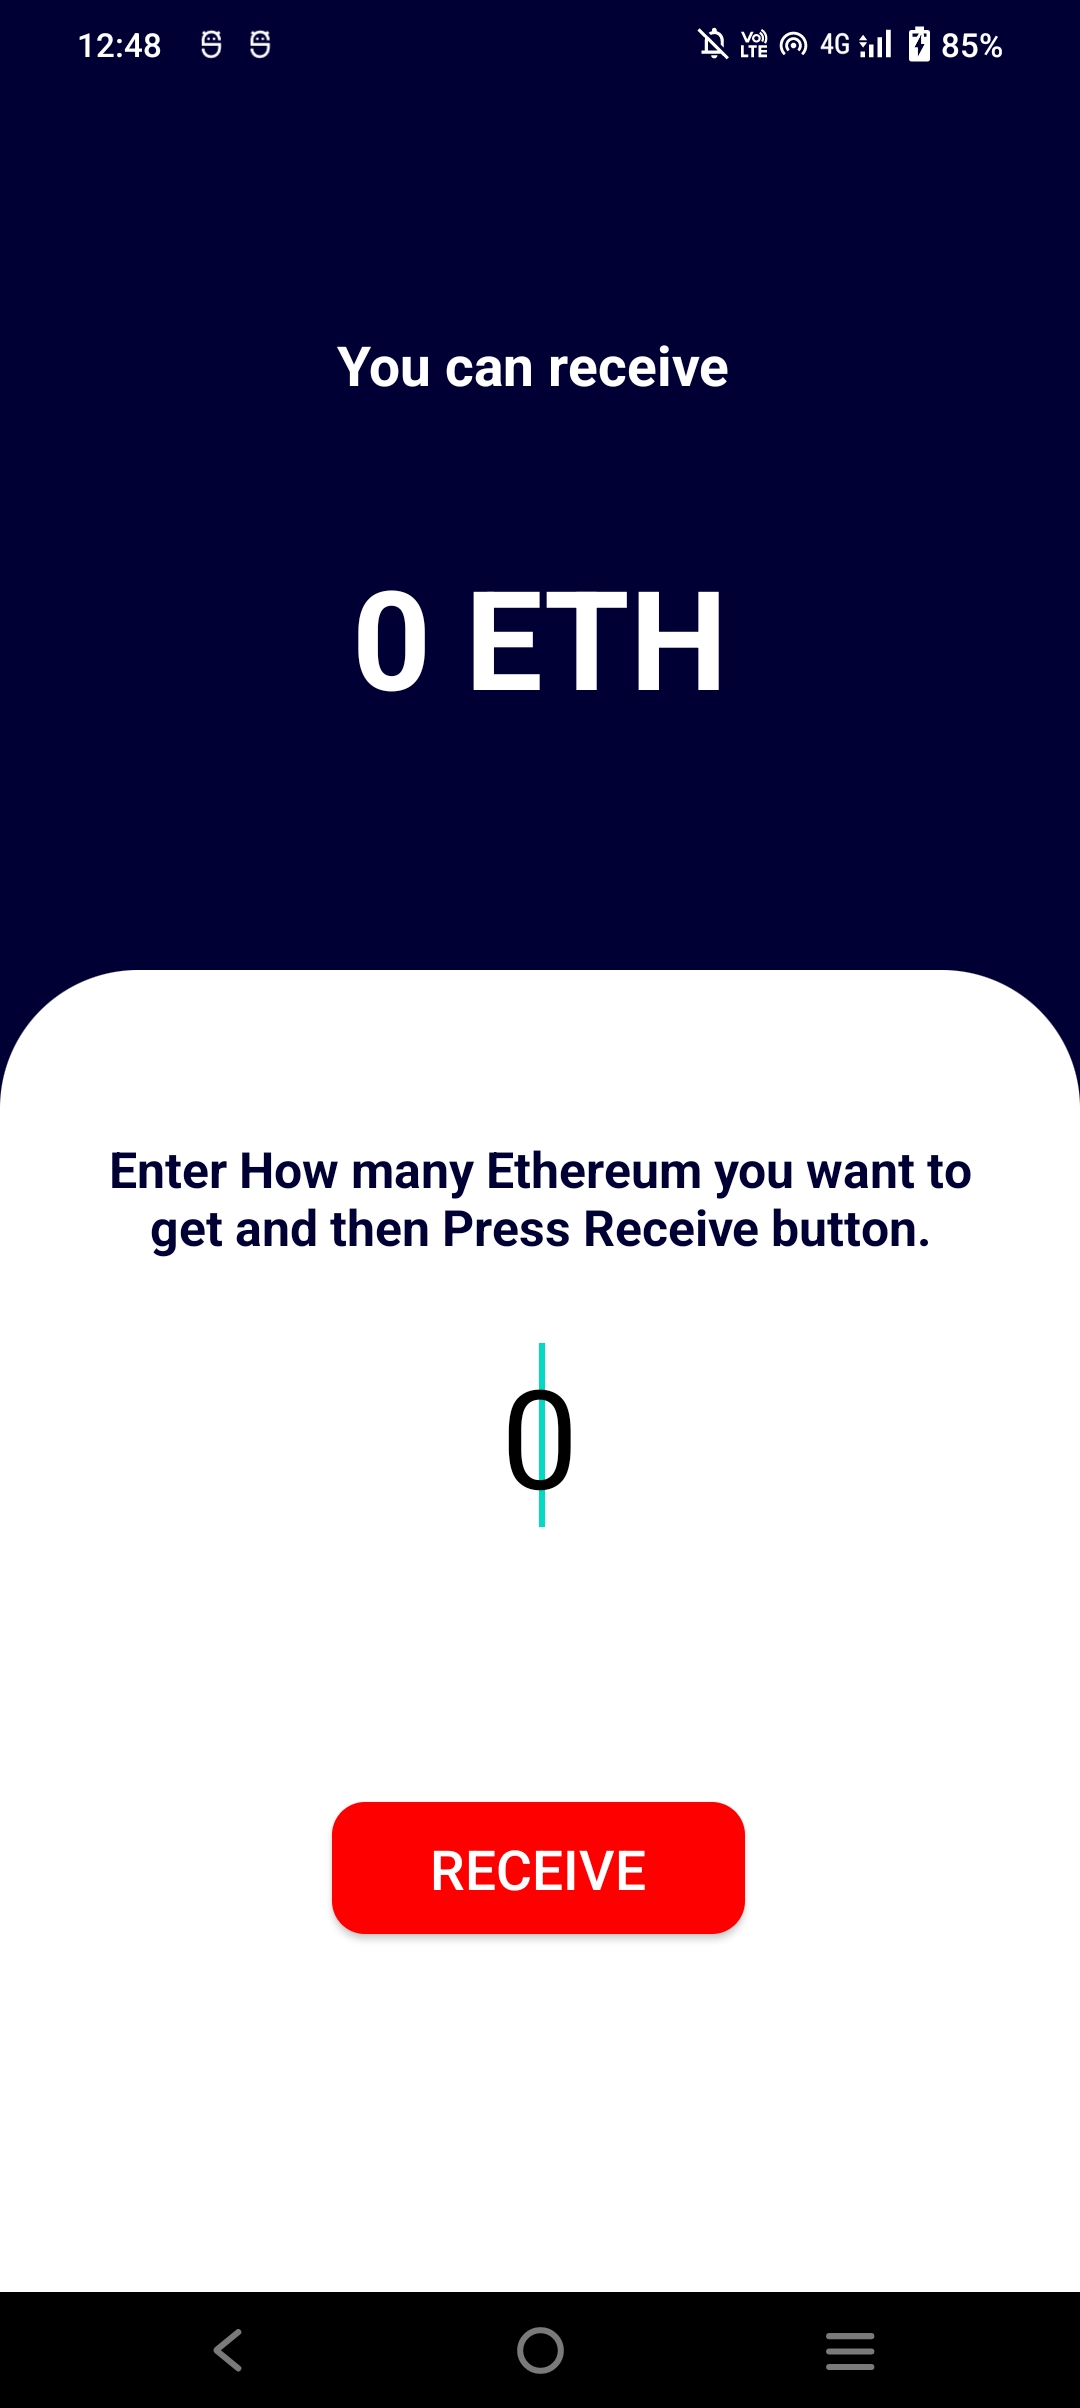 12:48
Vo LTE 4G 85%
You can receive
0 ETH
Enter How many Ethereum you want to
get and then Press Receive button.
0
RECEIVE